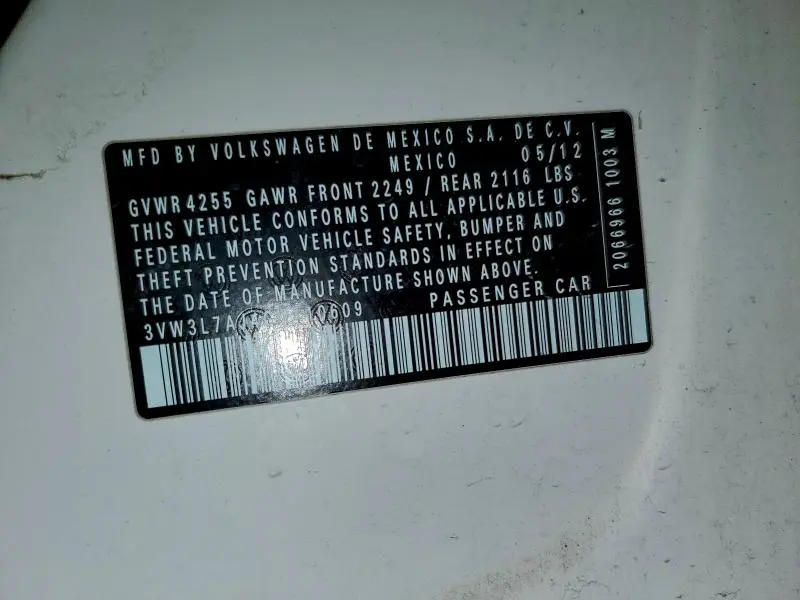 MFD BY VOLKSWAGEN DE MEXICO S.A. DE C.V.
MEXICO 05/12
GVWR 4255 GAWR FRONT 2249 / REAR 2116 LBS
THIS VEHICLE CONFORMS TO ALL APPLICABLE U.S.
FEDERAL MOTOR VEHICLE SAFETY, BUMPER AND
THEFT PREVENTION STANDARDS IN EFFECT ON
THE DATE OF MANUFACTURE SHOWN ABOVE.
PASSENGER CAR
2066966 1003 M